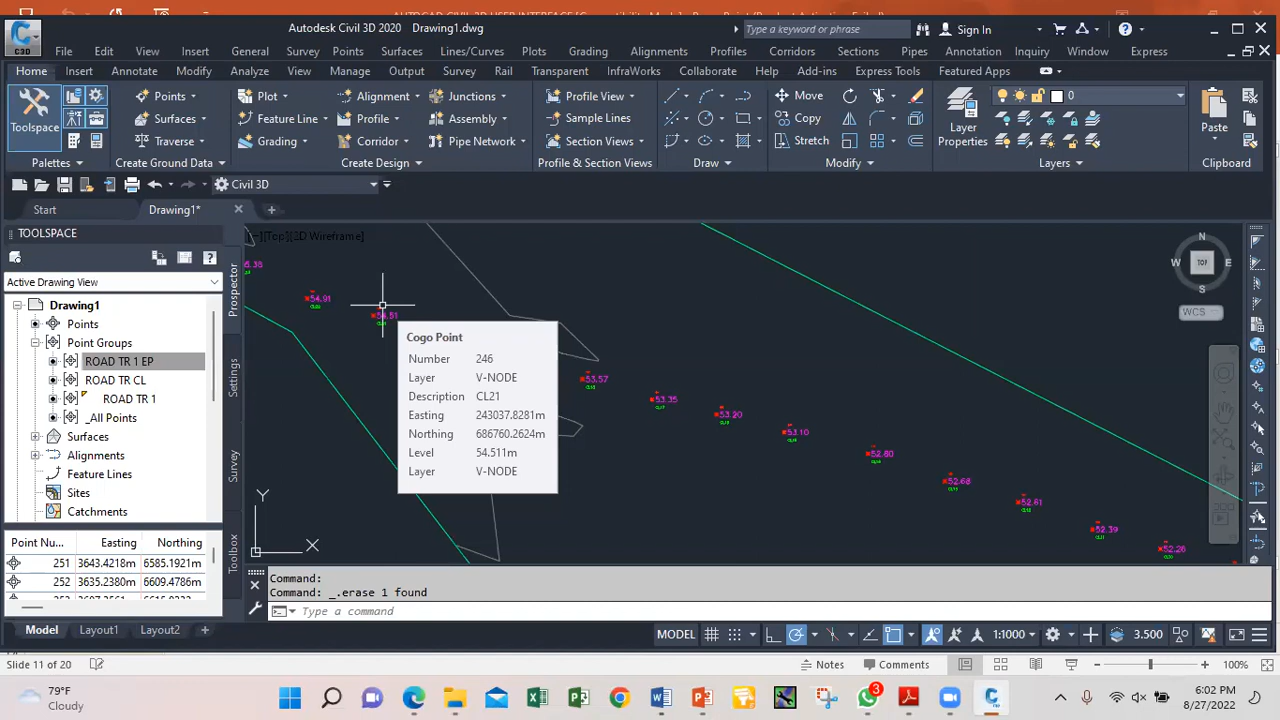 Autodesk Civil 3D 2020 Drawing1.dwg
Type a keyword or phrase
Sign In
C3D
File Edit View Insert General Survey Points Surfaces Lines/Curves Plots Grading Alignments Profiles Corridors Sections Pipes Annotation Inquiry Window Express
Home Insert Annotate Modify Analyze View Manage Output Survey Rail Transparent InfraWorks Collaborate Help Add-ins Express Tools Featured Apps
Toolspace
Points
Surfaces
Traverse
Plot
Feature Line
Grading
Alignment
Profile
Corridor
Junctions
Assembly
Pipe Network
Profile View
Sample Lines
Section Views
Move
Copy
Stretch
Layer
Properties
0
Paste
Palettes Create Ground Data Create Design Profile & Section Views Draw Modify Layers Clipboard
Civil 3D
Start Drawing1*
TOOLSPACE
Active Drawing View
Drawing1
Points
Point Groups
ROAD TR 1 EP
ROAD TR CL
ROAD TR 1
_All Points
Surfaces
Alignments
Feature Lines
Sites
Catchments
Prospector
Settings
Survey
Toolbox
Point Nu... Easting Northing
251 3643.4218m 6585.1921m
252 3635.2380m 6609.4786m
[−][Top][2D Wireframe]
54.91
54.51
Cogo Point
Number 246
Layer V-NODE
Description CL21
Easting 243037.8281m
Northing 686760.2624m
Level 54.511m
Layer V-NODE
53.57
53.35
53.20
53.10
52.80
52.68
52.61
52.39
52.26
N
W TOP E
S
WCS
Y
X
Command:
Command: _.erase 1 found
Type a command
Model Layout1 Layout2
MODEL 1:1000 3.500
Slide 11 of 20 Notes Comments 100%
79°F
Cloudy
3
6:02 PM
8/27/2022